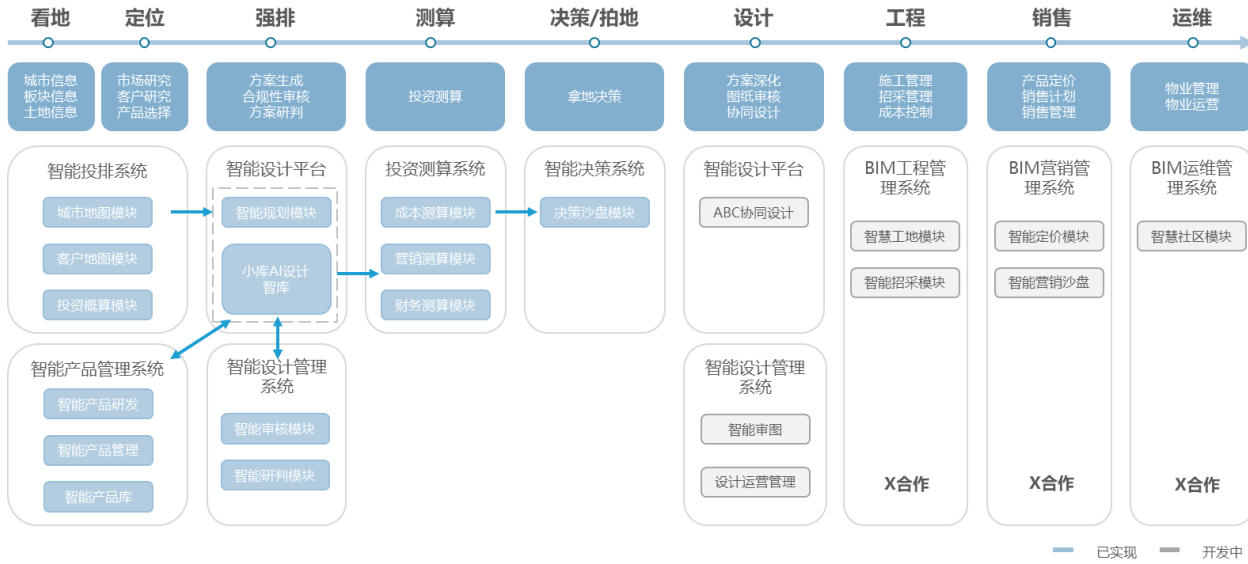 看地
定位
强排
测算
决策/拍地
设计
工程
销售
运维
城市信息
板块信息
土地信息
市场研究
客户研究
产品选择
方案生成
合规性审核
方案研判
投资测算
拿地决策
方案深化
图纸审核
协同设计
施工管理
招采管理
成本控制
产品定价
销售计划
销售管理
物业管理
物业运营
智能投排系统
城市地图模块
客户地图模块
投资概算模块
智能设计平台
智能规划模块
小库AI设计
智库
投资测算系统
成本测算模块
营销测算模块
财务测算模块
智能决策系统
决策沙盘模块
智能设计平台
ABC协同设计
BIM工程管
理系统
智慧工地模块
智能招采模块
X合作
BIM营销管
理系统
智能定价模块
智能营销沙盘
X合作
BIM运维管
理系统
智慧社区模块
X合作
智能产品管理系统
智能产品研发
智能产品管理
智能产品库
智能设计管理
系统
智能审核模块
智能研判模块
智能设计管理
系统
智能审图
设计运营管理
已实现
开发中